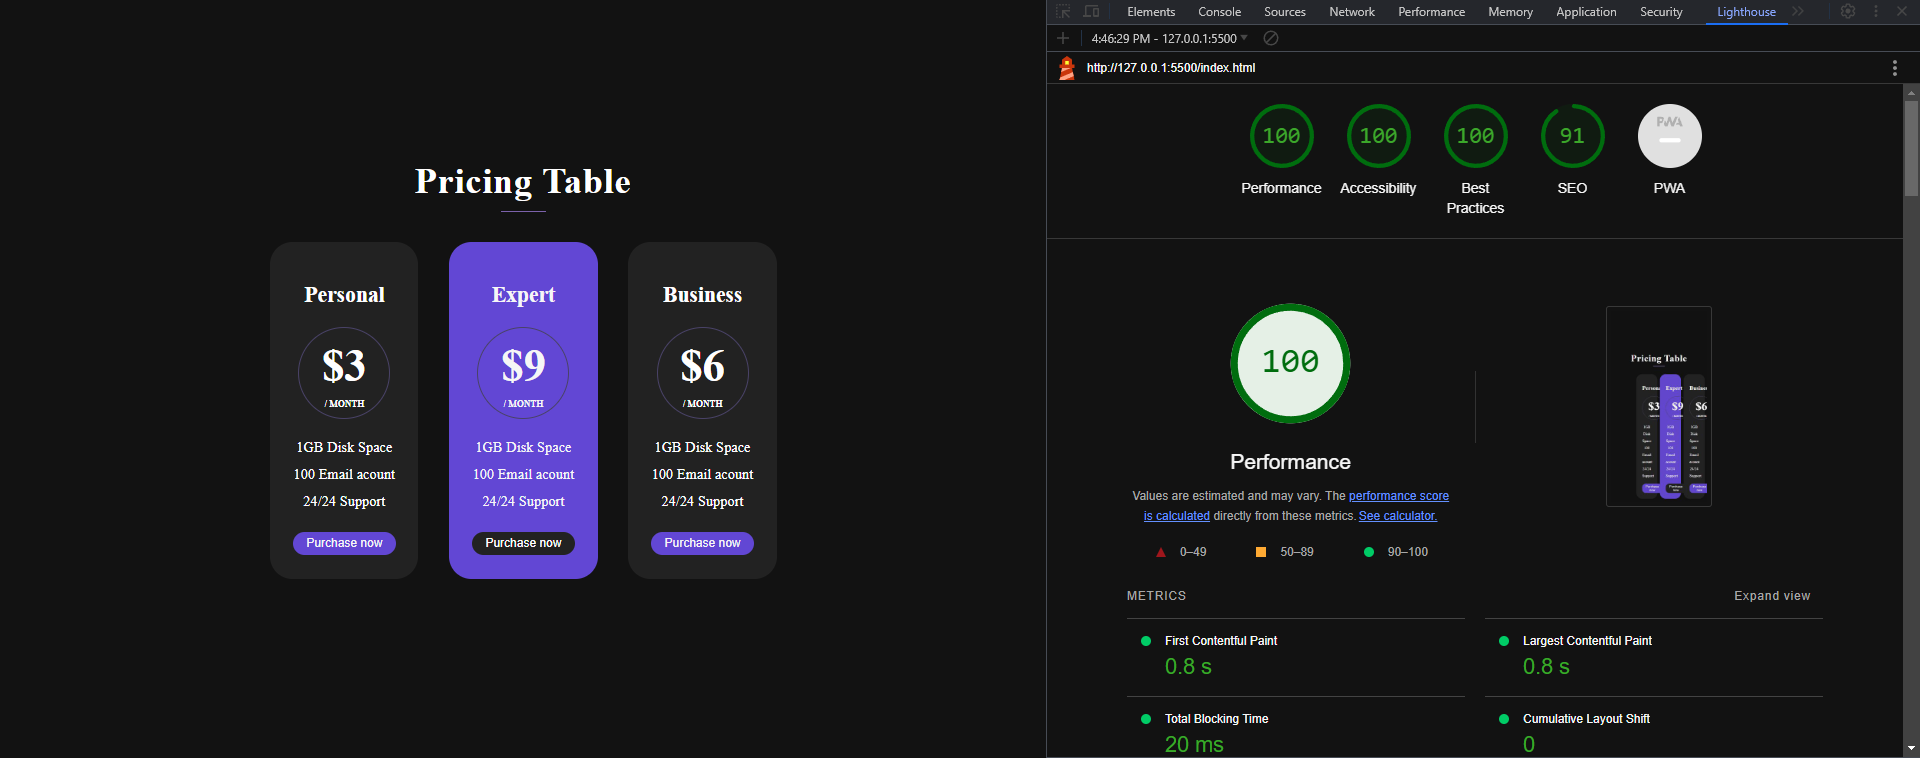 Pricing Table
Personal
$3
/ MONTH
1GB Disk Space
100 Email acount
24/24 Support
Purchase now
Expert
$9
/ MONTH
1GB Disk Space
100 Email acount
24/24 Support
Purchase now
Business
$6
/ MONTH
1GB Disk Space
100 Email acount
24/24 Support
Purchase now
Elements Console Sources Network Performance Memory Application Security Lighthouse
4:46:29 PM - 127.0.0.1:5500
http://127.0.0.1:5500/index.html
100 100 100 91 PWA
Performance Accessibility Best Practices SEO PWA
100
Performance
Values are estimated and may vary. The performance score
is calculated directly from these metrics. See calculator.
0–49 50–89 90–100
Pricing Table
Expert
$3 $9 $6
METRICS Expand view
First Contentful Paint
0.8 s
Largest Contentful Paint
0.8 s
Total Blocking Time
20 ms
Cumulative Layout Shift
0